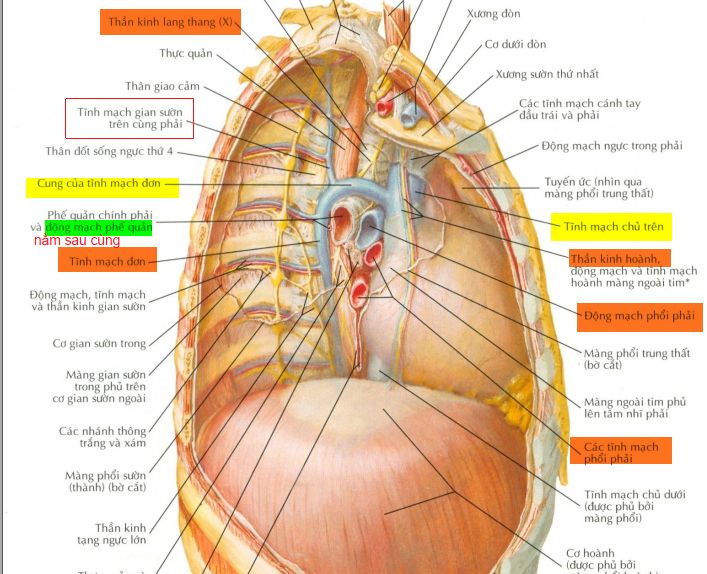 Thần kinh lang thang (X)
Thực quản
Thân giao cảm
Tĩnh mạch gian sườn
trên cùng phải
Thân đốt sống ngực thứ 4
Cung của tĩnh mạch đơn
Phế quản chính phải
và động mạch phế quản
nằm sau cùng
Tĩnh mạch đơn
Động mạch, tĩnh mạch
và thần kinh gian sườn
Cơ gian sườn trong
Màng gian sườn
trong phủ trên
cơ gian sườn ngoài
Các nhánh thông
trắng và xám
Màng phổi sườn
(thành) (bờ cắt)
Thần kinh
tạng ngực lớn
Xương đòn
Cơ dưới đòn
Xương sườn thứ nhất
Các tĩnh mạch cánh tay
đầu trái và phải
Động mạch ngực trong phải
Tuyến ức (nhìn qua
màng phổi trung thất)
Tĩnh mạch chủ trên
Thần kinh hoành,
động mạch và tĩnh mạch
hoành màng ngoài tim*
Động mạch phổi phải
Màng phổi trung thất
(bờ cắt)
Màng ngoài tim phủ
lên tâm nhĩ phải
Các tĩnh mạch
phổi phải
Tĩnh mạch chủ dưới
(được phủ bởi
màng phổi)
Cơ hoành
(được phủ bởi